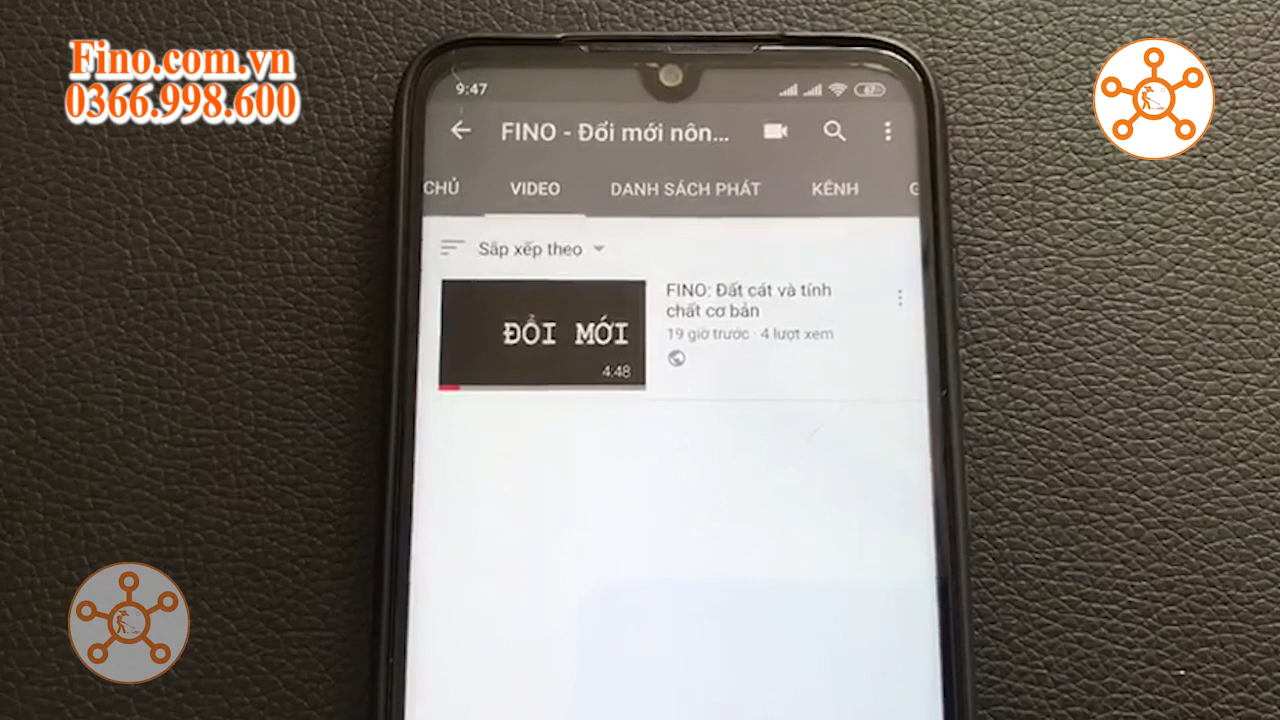 Fino.com.vn
0366.998.600
9:47
67
FINO - Đổi mới nôn...
CHỦ
VIDEO
DANH SÁCH PHÁT
KÊNH
G
Sắp xếp theo
ĐỔI MỚI
4:48
FINO: Đất cát và tính
chất cơ bản
19 giờ trước · 4 lượt xem